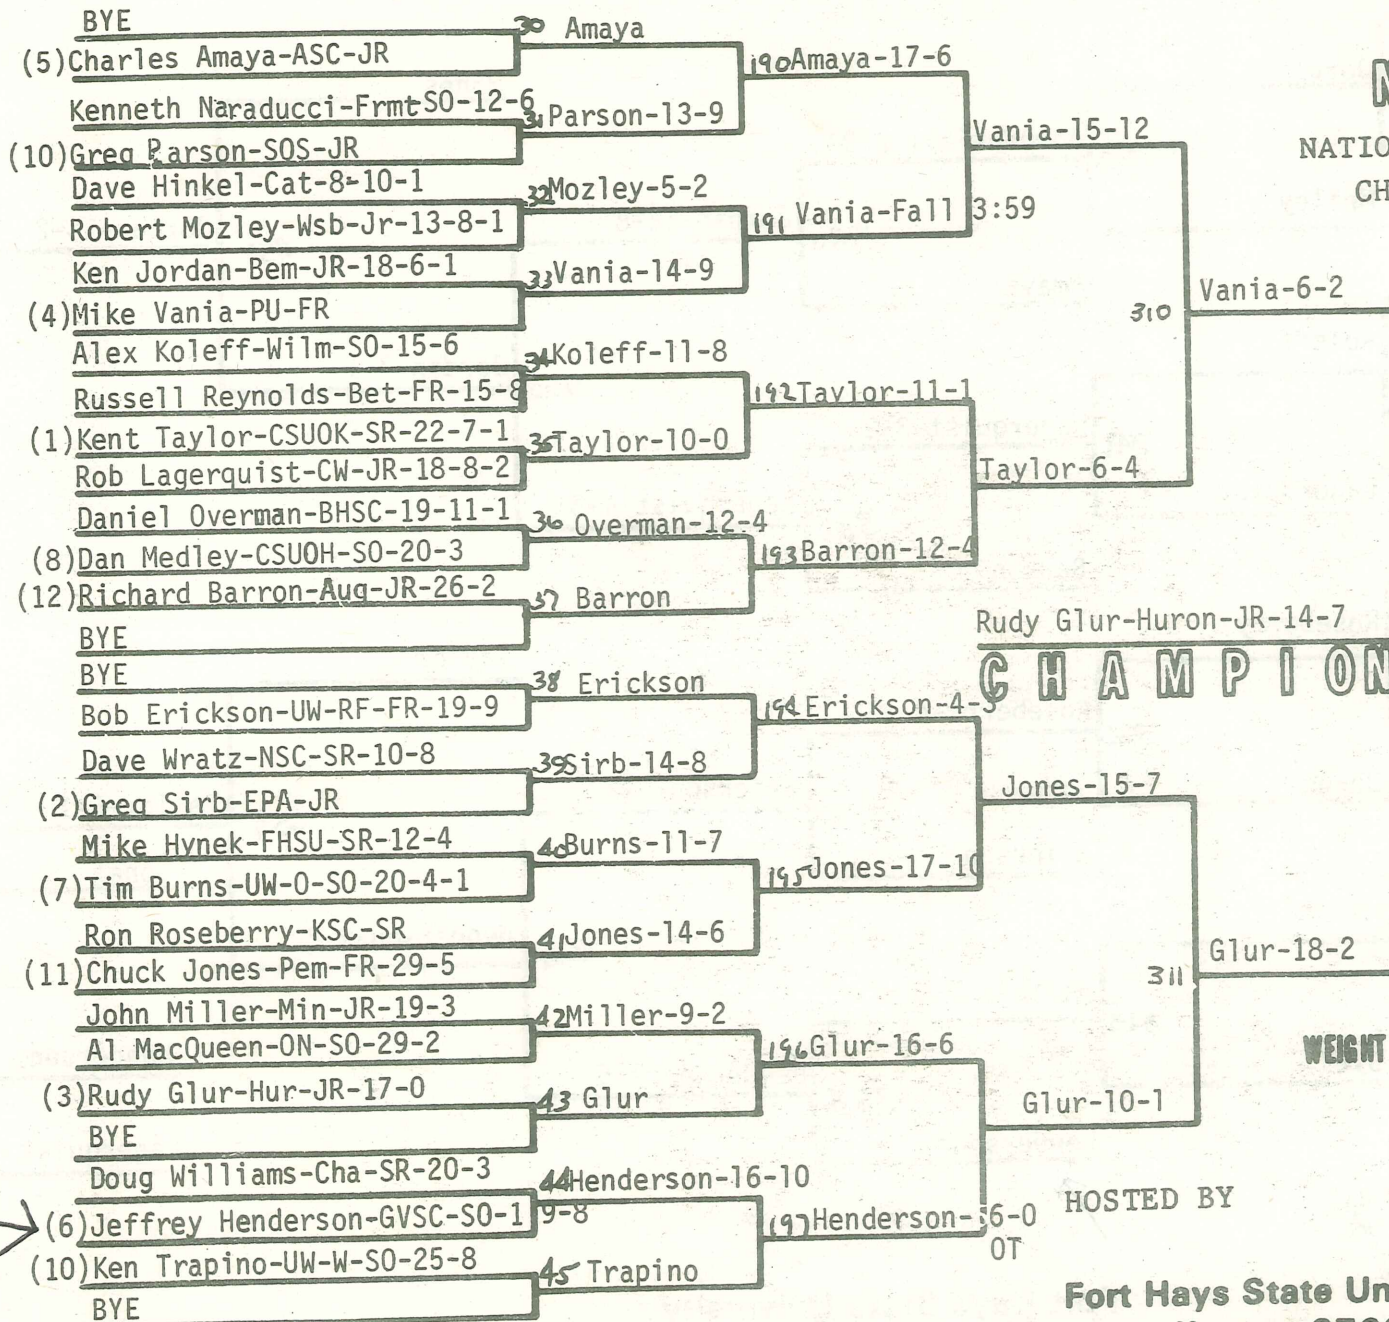 BYE
(5)Charles Amaya-ASC-JR
Kenneth Naraducci-Frmt-SO-12-6
(10)Greg Parson-SOS-JR
Dave Hinkel-Cat-8-10-1
Robert Mozley-Wsb-Jr-13-8-1
Ken Jordan-Bem-JR-18-6-1
(4)Mike Vania-PU-FR
Alex Koleff-Wilm-SO-15-6
Russell Reynolds-Bet-FR-15-8
(1)Kent Taylor-CSUOK-SR-22-7-1
Rob Lagerquist-CW-JR-18-8-2
Daniel Overman-BHSC-19-11-1
(8)Dan Medley-CSUOH-SO-20-3
(12)Richard Barron-Aug-JR-26-2
BYE
BYE
Bob Erickson-UW-RF-FR-19-9
Dave Wratz-NSC-SR-10-8
(2)Greg Sirb-EPA-JR
Mike Hynek-FHSU-SR-12-4
(7)Tim Burns-UW-O-SO-20-4-1
Ron Roseberry-KSC-SR
(11)Chuck Jones-Pem-FR-29-5
John Miller-Min-JR-19-3
Al MacQueen-ON-SO-29-2
(3)Rudy Glur-Hur-JR-17-0
BYE
Doug Williams-Cha-SR-20-3
(6)Jeffrey Henderson-GVSC-SO-19-8
(10)Ken Trapino-UW-W-SO-25-8
BYE
30 Amaya
31 Parson-13-9
32 Mozley-5-2
33 Vania-14-9
34 Koleff-11-8
35 Taylor-10-0
36 Overman-12-4
37 Barron
38 Erickson
39 Sirb-14-8
40 Burns-11-7
41 Jones-14-6
42 Miller-9-2
43 Glur
44 Henderson-16-10
45 Trapino
190 Amaya-17-6
191 Vania-Fall 3:59
192 Taylor-11-1
193 Barron-12-4
194 Erickson-4-3
195 Jones-17-10
196 Glur-16-6
197 Henderson- 6-0
OT
Vania-15-12
Taylor-6-4
Jones-15-7
Glur-10-1
310 Vania-6-2
311 Glur-18-2
N
NATIO
CH
Rudy Glur-Huron-JR-14-7
CHAMPION
WEIGHT
HOSTED BY
Fort Hays State Un